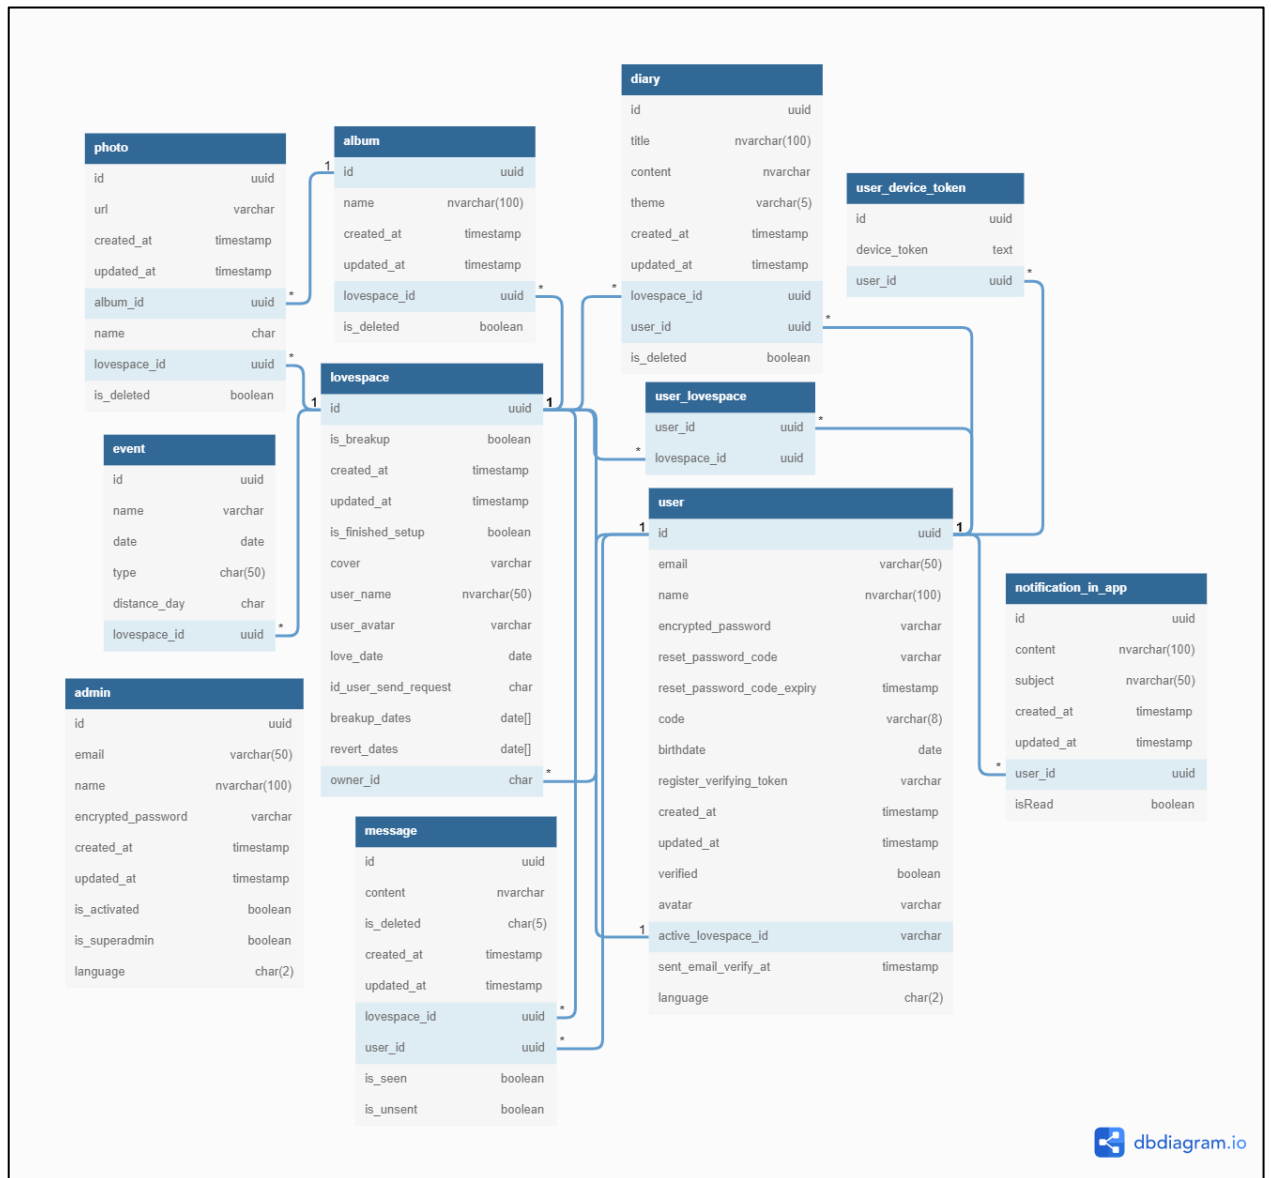 diary
id uuid
title nvarchar(100)
content nvarchar
theme varchar(5)
created_at timestamp
updated_at timestamp
* lovespace_id uuid
user_id uuid *
is_deleted boolean
album
1 id uuid
name nvarchar(100)
created_at timestamp
updated_at timestamp
lovespace_id uuid *
is_deleted boolean
photo
id uuid
url varchar
created_at timestamp
updated_at timestamp
album_id uuid *
name char
lovespace_id uuid *
is_deleted boolean
user_device_token
id uuid
device_token text
user_id uuid *
lovespace
1 id uuid 1
is_breakup boolean
created_at timestamp
updated_at timestamp
is_finished_setup boolean
cover varchar
user_name nvarchar(50)
user_avatar varchar
love_date date
id_user_send_request char
breakup_dates date[]
revert_dates date[]
owner_id char *
user_lovespace
user_id uuid *
* lovespace_id uuid
event
id uuid
name varchar
date date
type char(50)
distance_day char
lovespace_id uuid *
user
1 id uuid 1
email varchar(50)
name nvarchar(100)
encrypted_password varchar
reset_password_code varchar
reset_password_code_expiry timestamp
code varchar(8)
birthdate date
register_verifying_token varchar
created_at timestamp
updated_at timestamp
verified boolean
avatar varchar
1 active_lovespace_id varchar
sent_email_verify_at timestamp
language char(2)
notification_in_app
id uuid
content nvarchar(100)
subject nvarchar(50)
created_at timestamp
updated_at timestamp
* user_id uuid
isRead boolean
admin
id uuid
email varchar(50)
name nvarchar(100)
encrypted_password varchar
created_at timestamp
updated_at timestamp
is_activated boolean
is_superadmin boolean
language char(2)
message
id uuid
content nvarchar
is_deleted char(5)
created_at timestamp
updated_at timestamp
lovespace_id uuid *
user_id uuid *
is_seen boolean
is_unsent boolean
dbdiagram.io